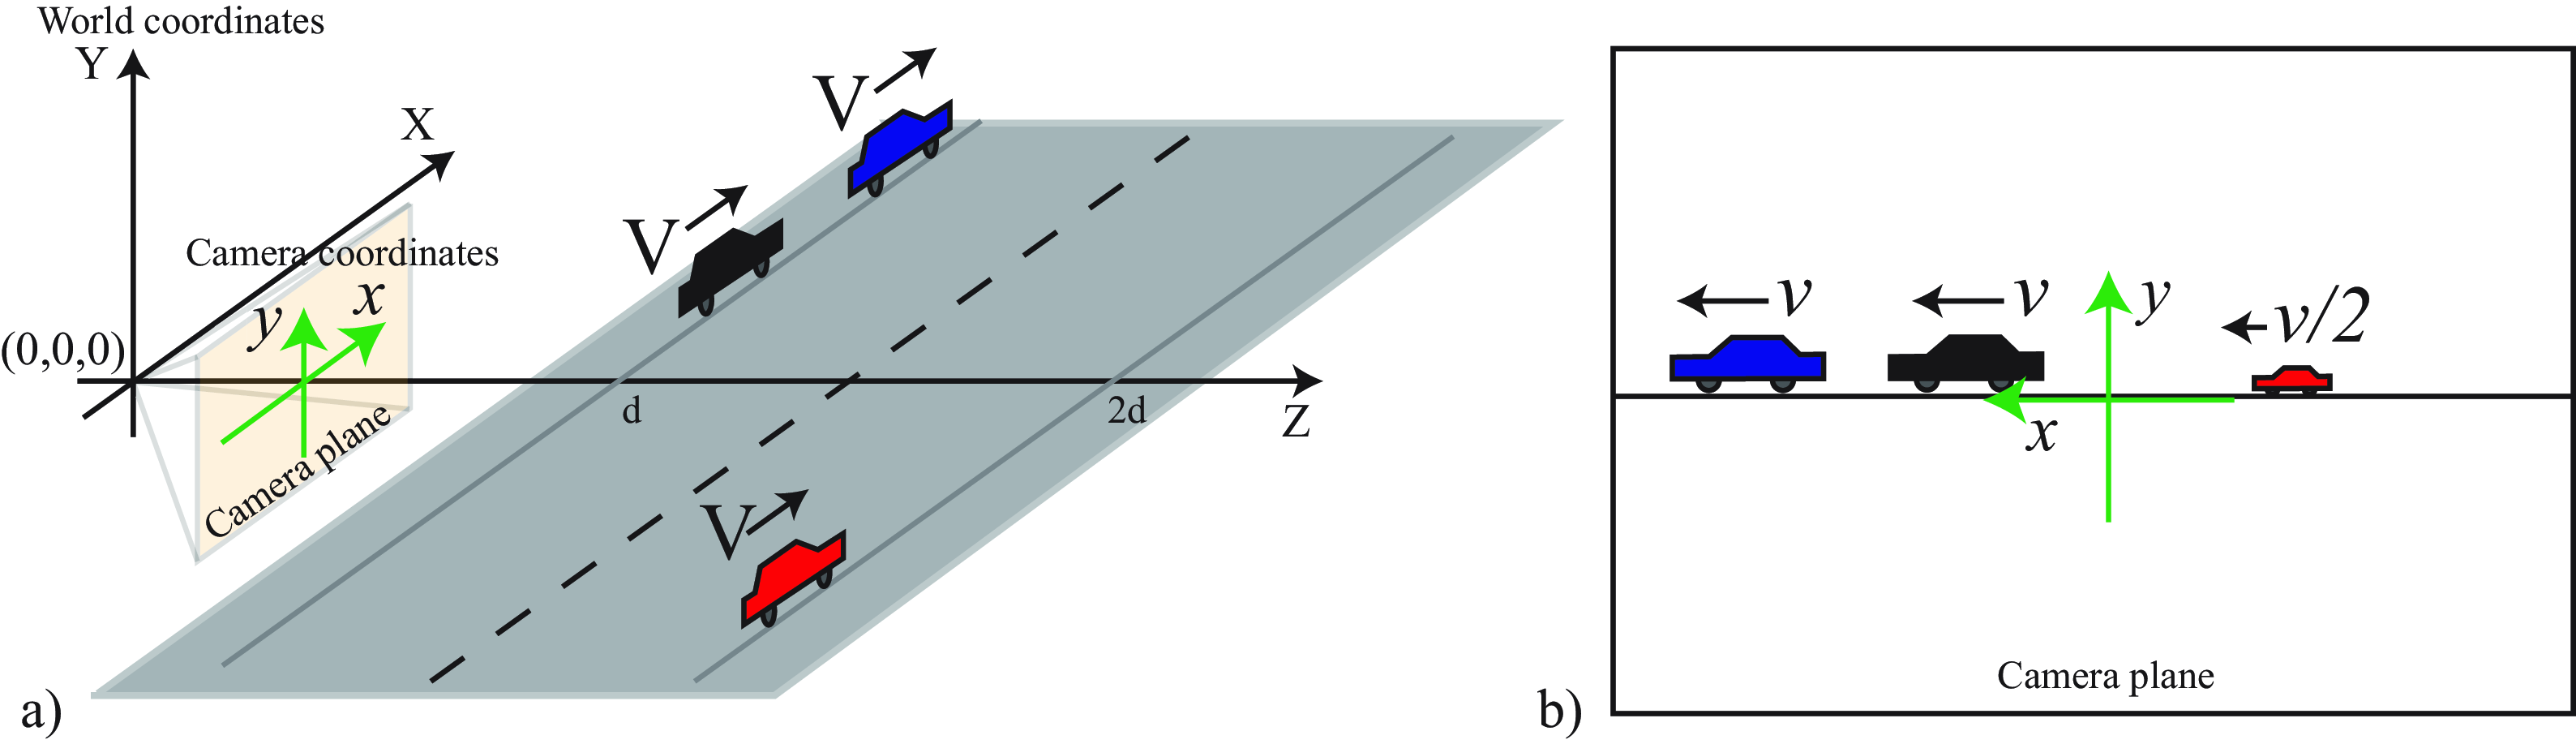 World coordinates
Y
X
Camera coordinates
y
x
(0,0,0)
Camera plane
V
V
V
d
2d
Z
a)
v
v
v/2
y
x
Camera plane
b)